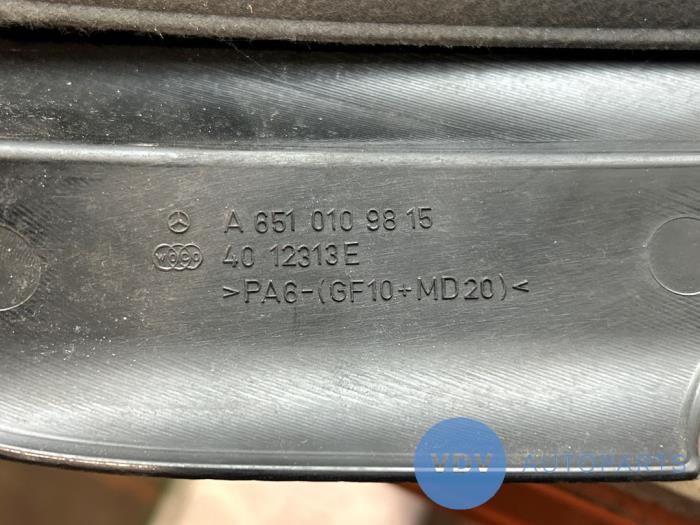 A 651 010 98 15
40 12313E
>PA6-(GF10+MD20)<
VDV AUTOPARTS